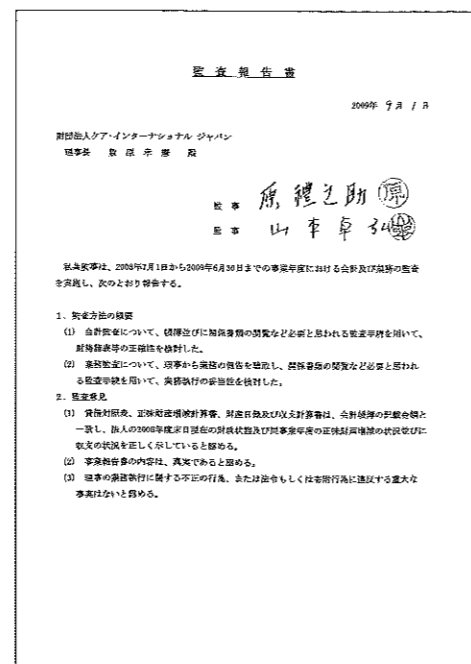 監査報告書
2009年 9月 1日
財団法人ケア・インターナショナル ジャパン
理事長 殿
監事 原 禮之助 原
監事 山本卓
私共監事は、2008年7月1日から2009年6月30日までの事業年度における会計及び業務の監査
を実施し、次のとおり報告する。
1、監査方法の概要
(1) 会計監査について、帳簿並びに関係書類の閲覧など必要と思われる監査手続を用いて、
財務諸表等の正確性を検討した。
(2) 業務監査について、理事から業務の報告を聴取し、関係書類の閲覧など必要と思われ
る監査手続を用いて、業務執行の妥当性を検討した。
2、監査意見
(1) 貸借対照表、正味財産増減計算書、財産目録及び収支計算書は、会計帳簿の記載金額と
一致し、法人の2008年度末日現在の財政状態及び同事業年度の正味財産増減の状況並びに
収支の状況を正しく示していると認める。
(2) 事業報告書の内容は、真実であると認める。
(3) 理事の業務執行に関する不正の行為、または法令もしくは寄附行為に違反する重大な
事実はないと認める。